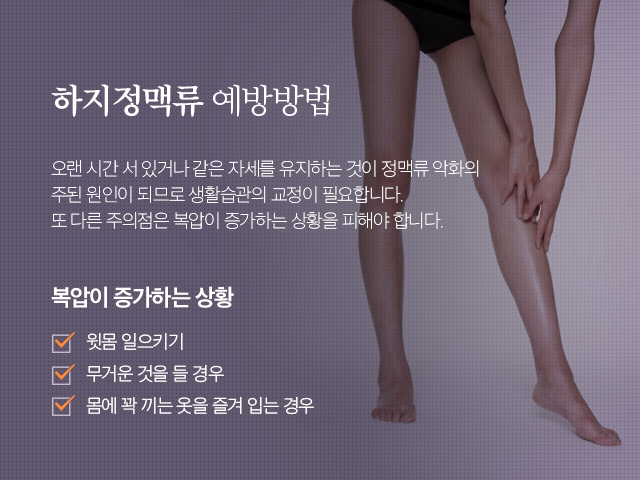 하지정맥류 예방방법
오랜 시간 서 있거나 같은 자세를 유지하는 것이 정맥류 악화의
주된 원인이 되므로 생활습관의 교정이 필요합니다.
또 다른 주의점은 복압이 증가하는 상황을 피해야 합니다.
복압이 증가하는 상황
윗몸 일으키기
무거운 것을 들 경우
몸에 꽉 끼는 옷을 즐겨 입는 경우